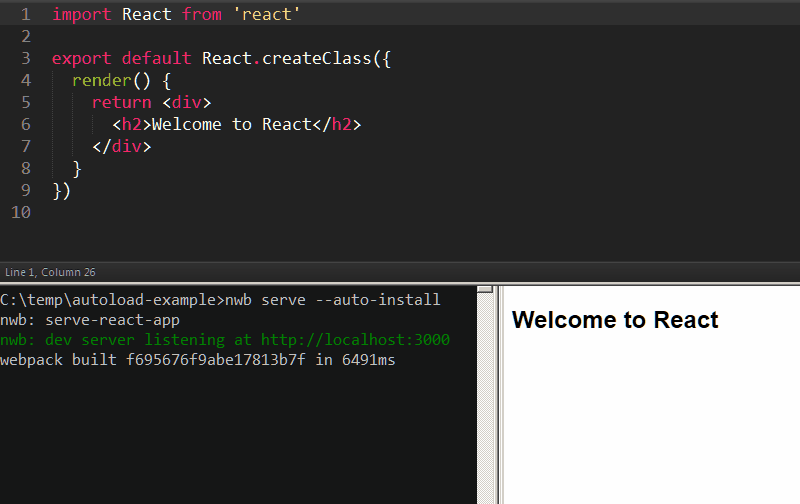 1 import React from 'react'
2
3 export default React.createClass({
4   render() {
5     return <div>
6       <h2>Welcome to React</h2>
7     </div>
8   }
9 })
10
Line 1, Column 26
C:\temp\autoload-example>nwb serve --auto-install
nwb: serve-react-app
nwb: dev server listening at http://localhost:3000
webpack built f695676f9abe17813b7f in 6491ms
Welcome to React